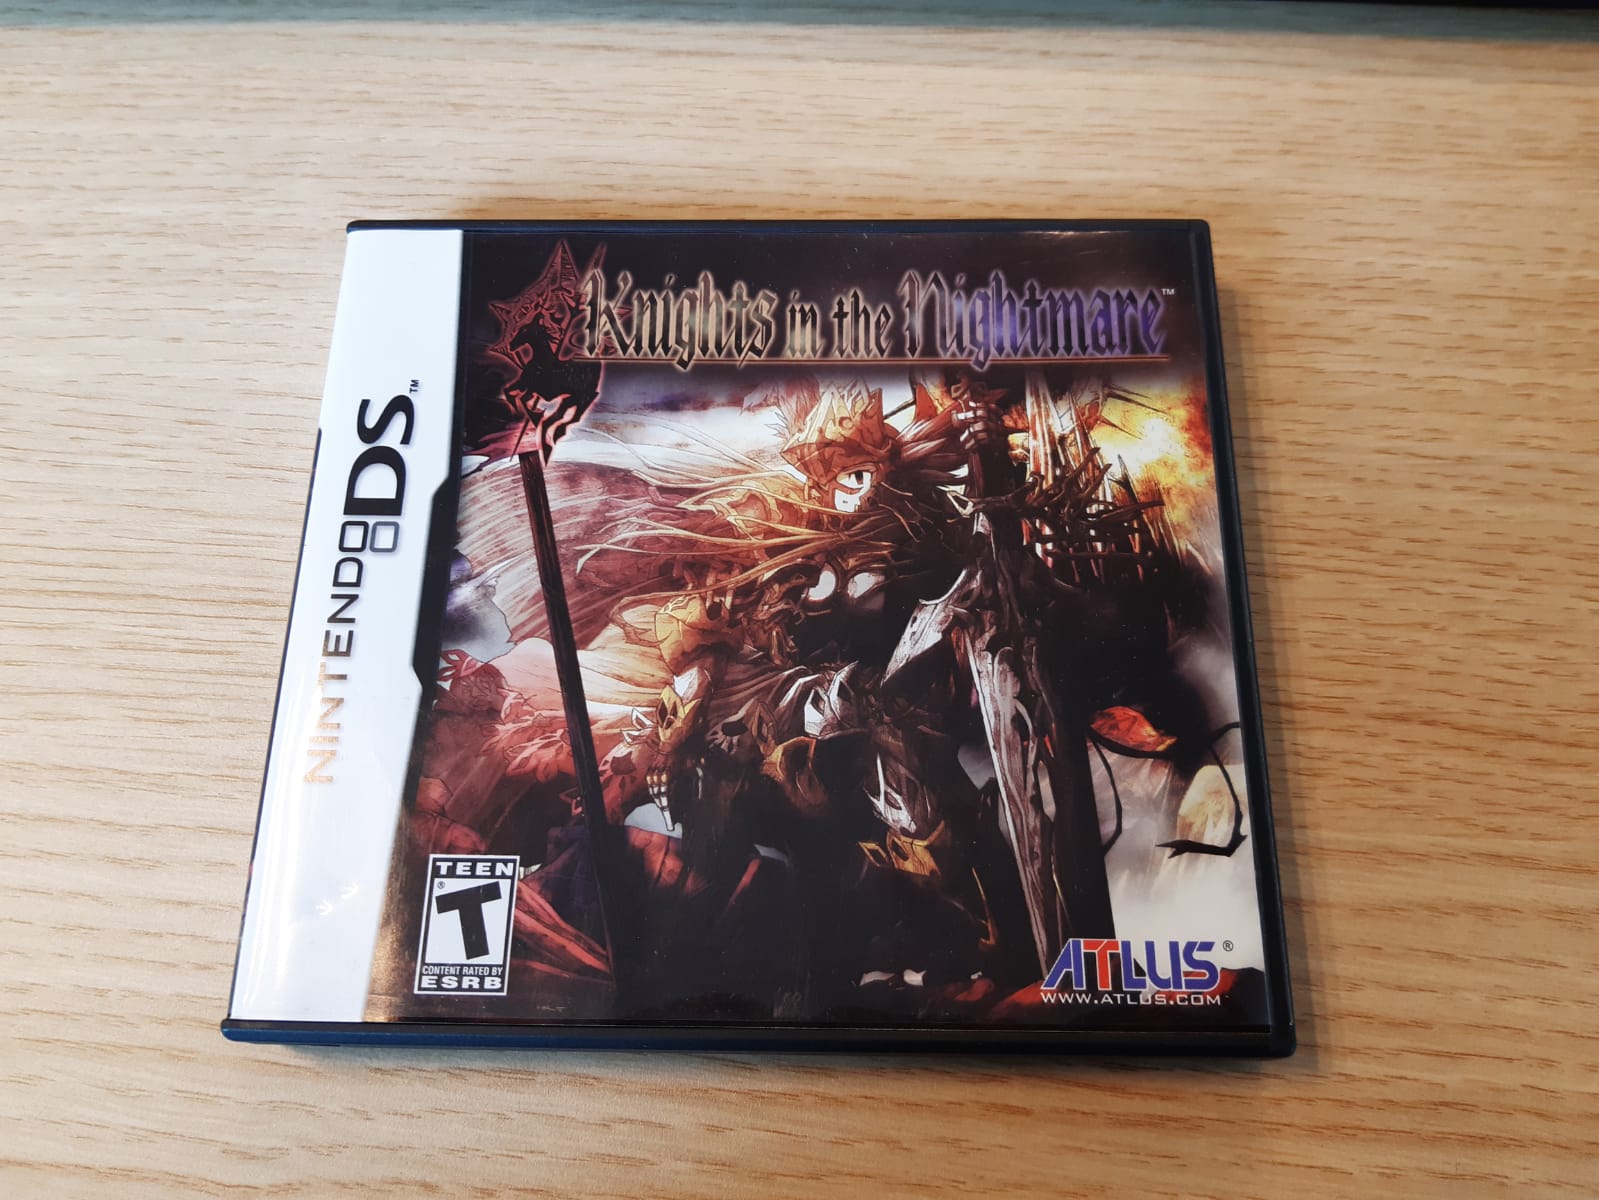 Knights in the Nightmare™
NINTENDO DS™
TEEN
T®
CONTENT RATED BY
ESRB
ATLUS®
WWW.ATLUS.COM